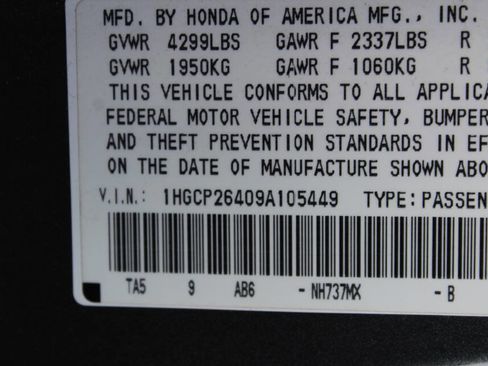 MFD. BY HONDA OF AMERICA MFG., INC.
GVWR 4299LBS GAWR F 2337LBS R
GVWR 1950KG GAWR F 1060KG R
THIS VEHICLE CONFORMS TO ALL APPLICA
FEDERAL MOTOR VEHICLE SAFETY, BUMPER
AND THEFT PREVENTION STANDARDS IN EF
ON THE DATE OF MANUFACTURE SHOWN ABO
V.I.N.: 1HGCP26409A105449 TYPE: PASSEN
TA5 9 AB6 - NH737MX - B